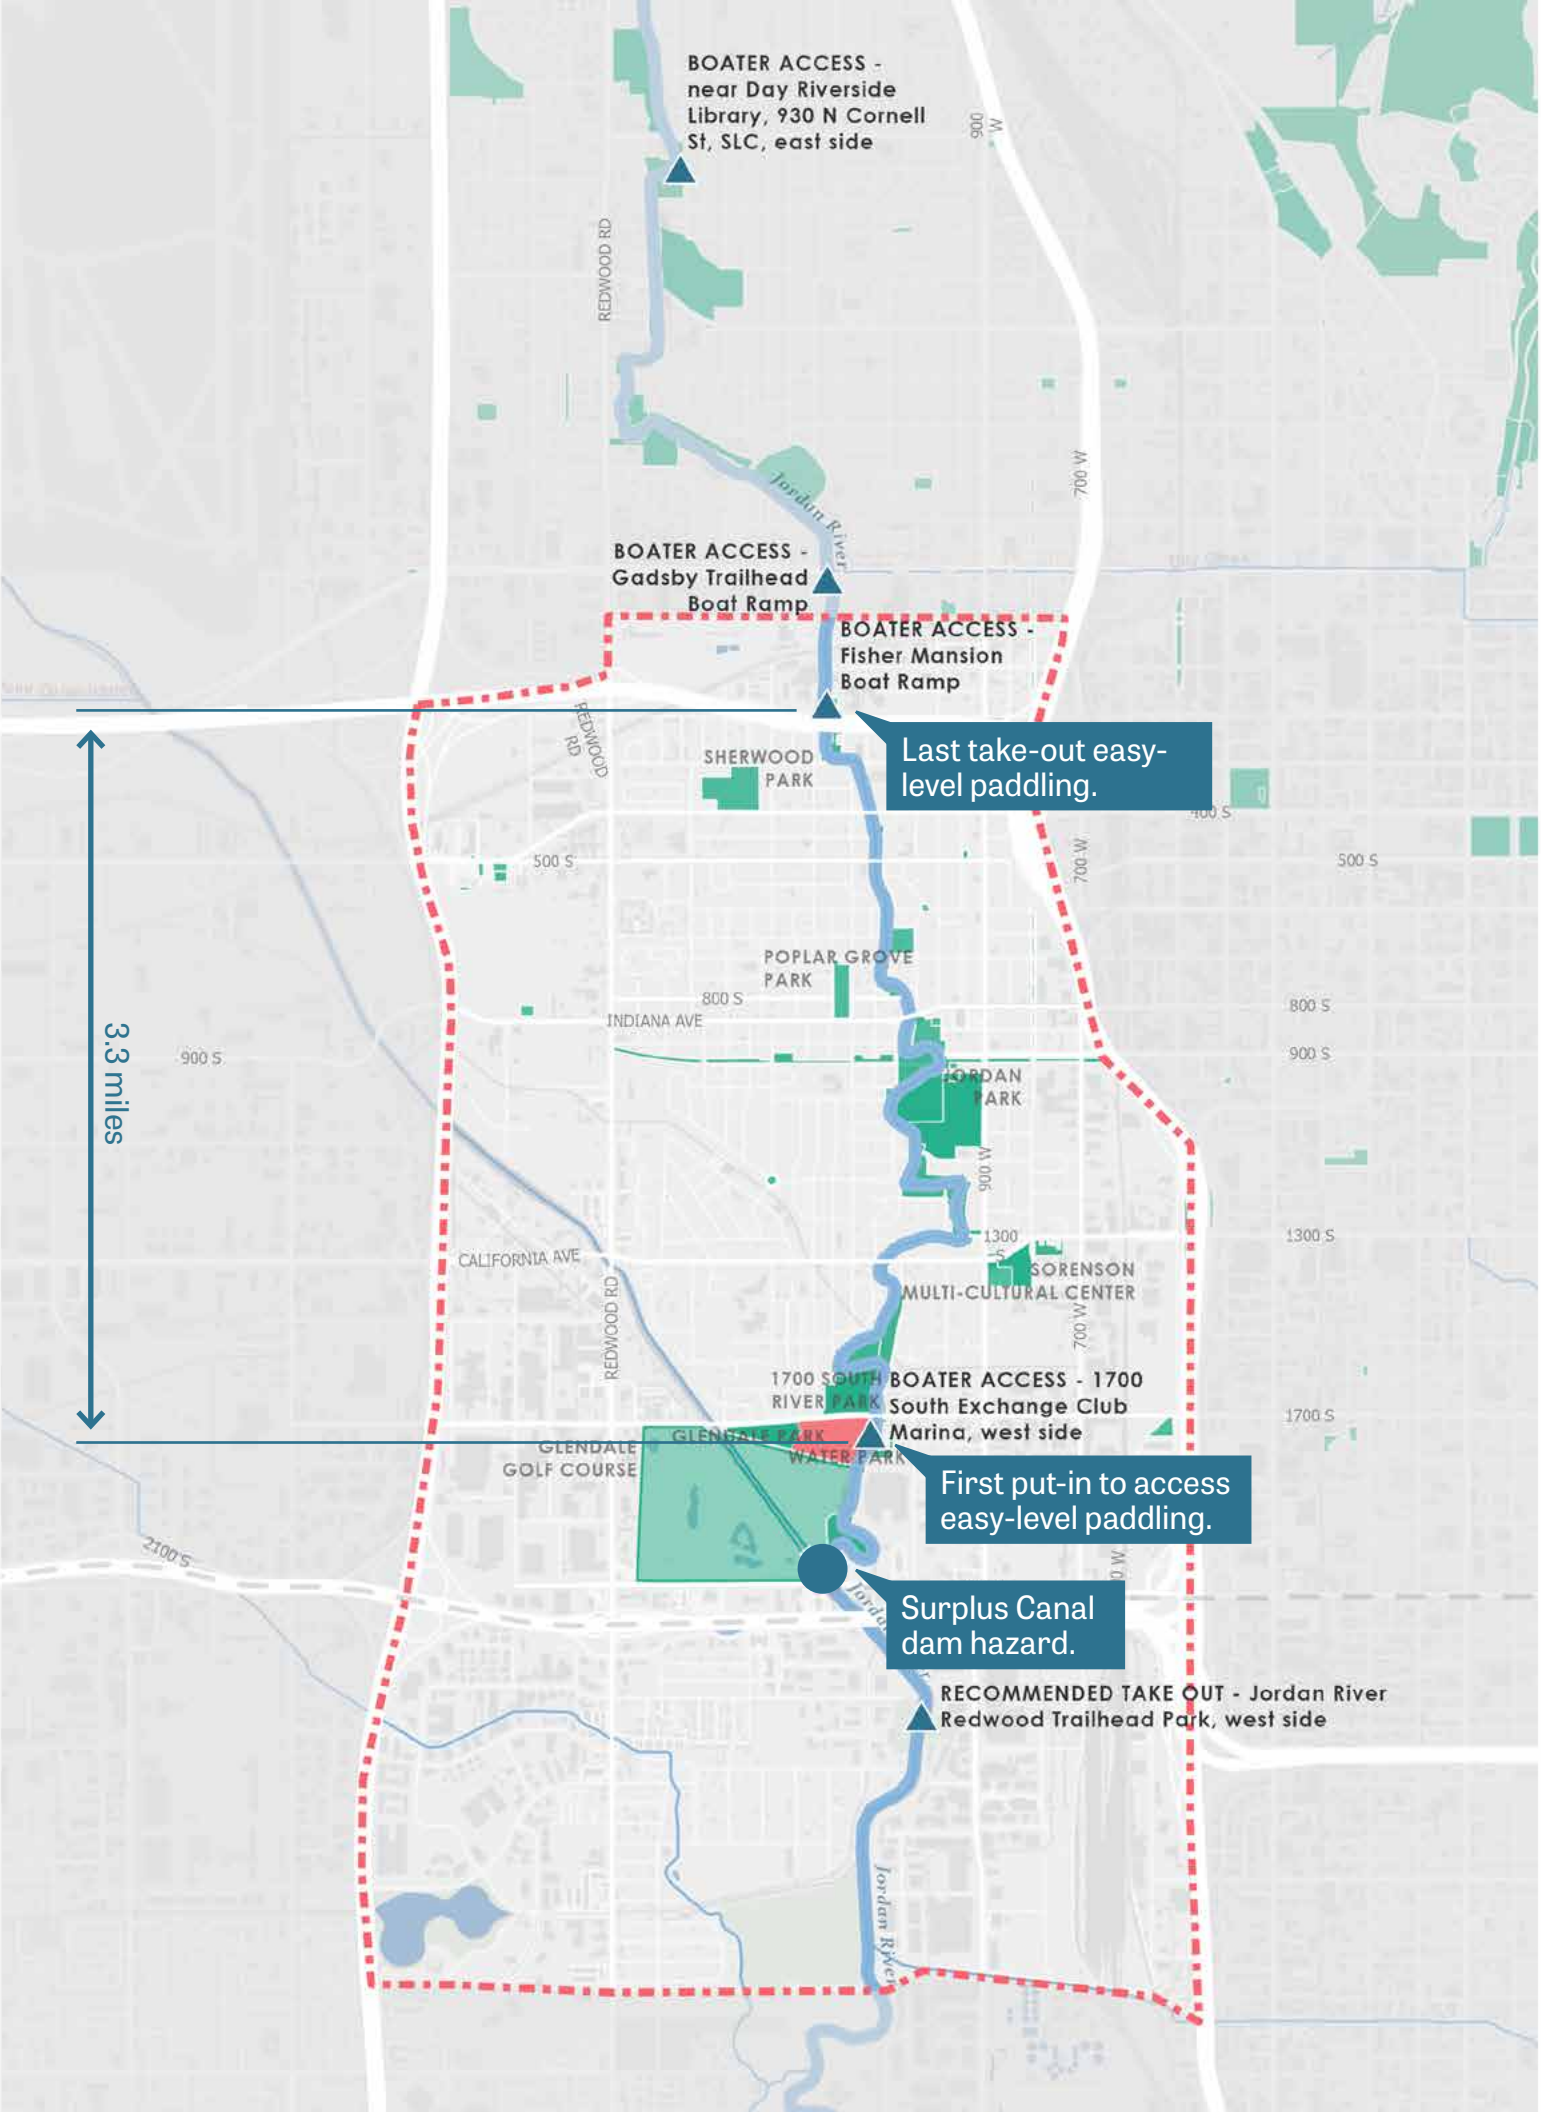 BOATER ACCESS -
near Day Riverside
Library, 930 N Cornell
St, SLC, east side
900
W
REDWOOD RD
700 W
Jordan River
BOATER ACCESS -
Gadsby Trailhead
Boat Ramp
BOATER ACCESS -
Fisher Mansion
Boat Ramp
REDWOOD
RD
Last take-out easy-
level paddling.
SHERWOOD
PARK
400 S
500 S
700 W
500 S
POPLAR GROVE
PARK
800 S
800 S
INDIANA AVE
3.3 miles
900 S
900 S
JORDAN
PARK
900 W
1300
S
1300 S
CALIFORNIA AVE
SORENSON
MULTI-CULTURAL CENTER
REDWOOD RD
700 W
1700 SOUTH
RIVER PARK
BOATER ACCESS - 1700
South Exchange Club
Marina, west side
1700 S
GLENDALE PARK
WATER PARK
GLENDALE
GOLF COURSE
First put-in to access
easy-level paddling.
2100 S
0 W
Jorda
Surplus Canal
dam hazard.
RECOMMENDED TAKE OUT - Jordan River
Redwood Trailhead Park, west side
Jordan River